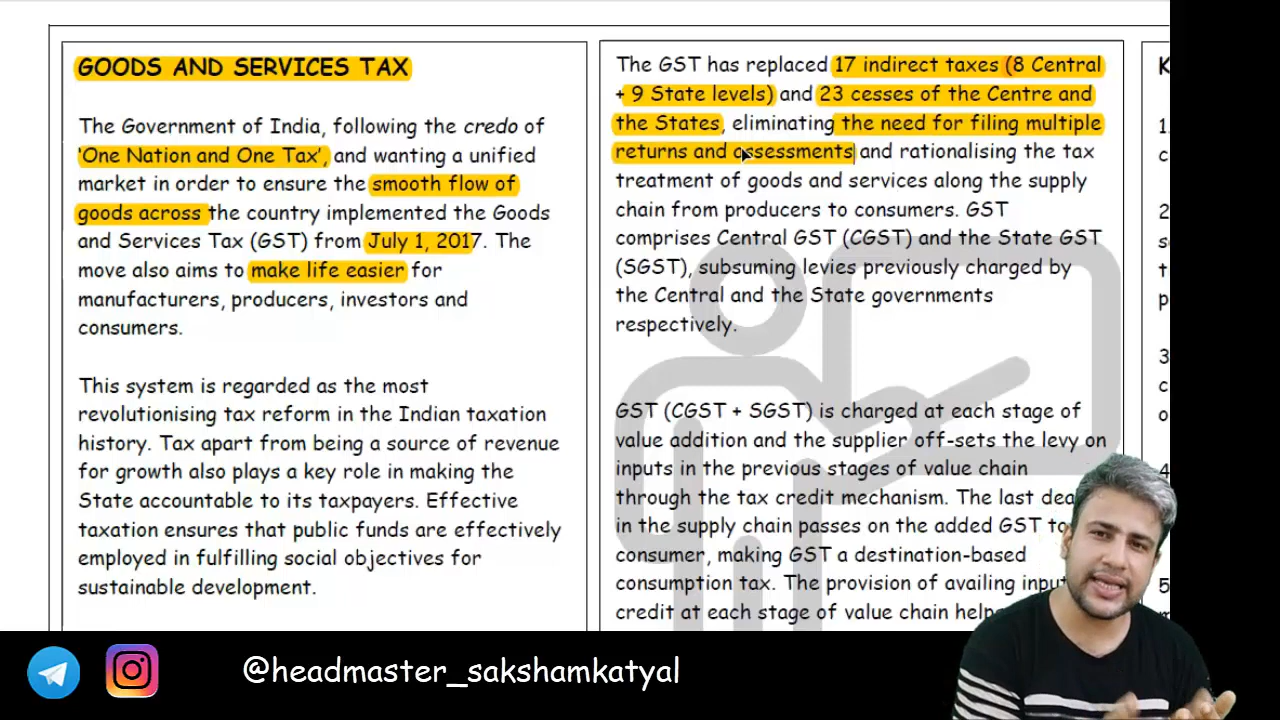 GOODS AND SERVICES TAX
The Government of India, following the credo of
'One Nation and One Tax', and wanting a unified
market in order to ensure the smooth flow of
goods across the country implemented the Goods
and Services Tax (GST) from July 1, 2017. The
move also aims to make life easier for
manufacturers, producers, investors and
consumers.
This system is regarded as the most
revolutionising tax reform in the Indian taxation
history. Tax apart from being a source of revenue
for growth also plays a key role in making the
State accountable to its taxpayers. Effective
taxation ensures that public funds are effectively
employed in fulfilling social objectives for
sustainable development.
The GST has replaced 17 indirect taxes (8 Central
+ 9 State levels) and 23 cesses of the Centre and
the States, eliminating the need for filing multiple
returns and assessments and rationalising the tax
treatment of goods and services along the supply
chain from producers to consumers. GST
comprises Central GST (CGST) and the State GST
(SGST), subsuming levies previously charged by
the Central and the State governments
respectively.
GST (CGST + SGST) is charged at each stage of
value addition and the supplier off-sets the levy on
inputs in the previous stages of value chain
through the tax credit mechanism. The last
in the supply chain passes on the added GST to
consumer, making GST a destination-based
consumption tax. The provision of availing input
credit at each stage of value chain
K
1
2
3
4
5
@headmaster_sakshamkatyal